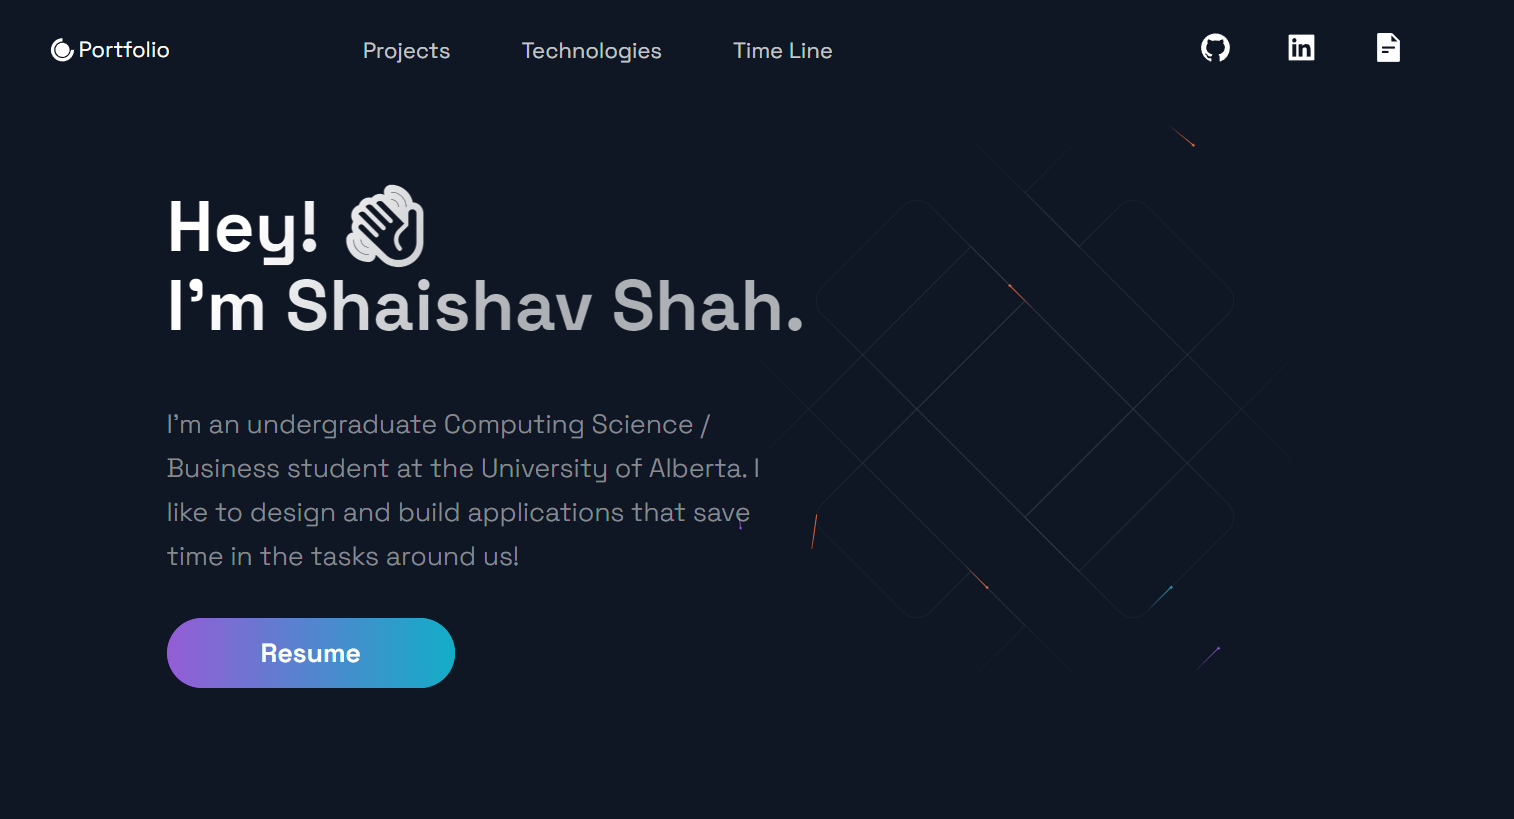 Portfolio
Projects
Technologies
Time Line
in
Hey!
I'm Shaishav Shah.
I'm an undergraduate Computing Science /
Business student at the University of Alberta. I
like to design and build applications that save
time in the tasks around us!
Resume